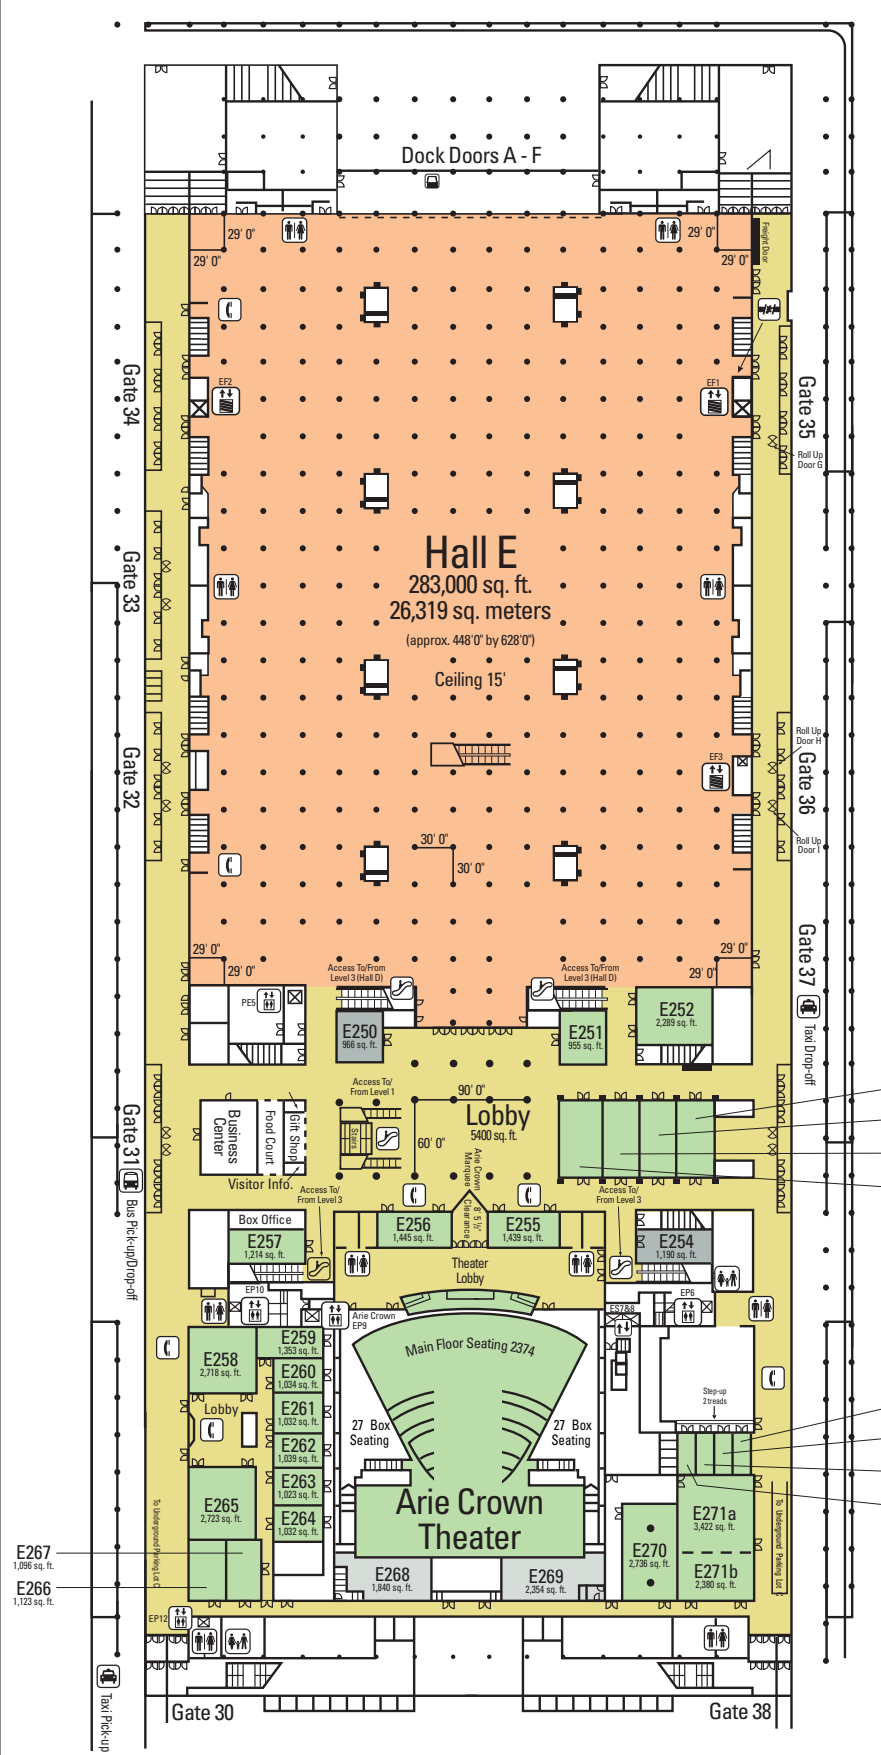 Dock Doors A - F
29' 0"
29' 0"
29' 0"
29' 0"
Freight Door
EF2
EF1
Gate 34
Gate 35
Roll Up
Door G
Hall E
283,000 sq. ft.
26,319 sq. meters
(approx. 448'0" by 628'0")
Ceiling 15'
Gate 33
Gate 32
Roll Up
Door H
Gate 36
EF3
Roll Up
Door I
30' 0"
30' 0"
29' 0"
29' 0"
29' 0"
29' 0"
Gate 37
Taxi Drop-off
Access To/From
Level 3 (Hall D)
Access To/From
Level 3 (Hall D)
PE5
E250
966 sq. ft.
E251
955 sq. ft.
E252
2,289 sq. ft.
Access To/
From Level 1
90' 0"
60' 0"
Lobby
5400 sq. ft.
Stairs
Business
Center
Food Court
Gift Shop
Visitor Info.
Gate 31
Bus Pick-up/Drop-off
Arie Crown
Marquee
Clearance
8' 5 ½"
Access To/
From Level 3
Access To/
From Level 3
Box Office
E257
1,214 sq. ft.
E256
1,445 sq. ft.
E255
1,439 sq. ft.
E254
1,190 sq. ft.
Theater
Lobby
EP10
Arie Crown
EP9
ES7&8
EP6
Main Floor Seating 2374
E258
2,718 sq. ft.
E259
1,353 sq. ft.
E260
1,034 sq. ft.
E261
1,032 sq. ft.
E262
1,039 sq. ft.
E263
1,023 sq. ft.
E264
1,032 sq. ft.
Lobby
27 Box
Seating
27 Box
Seating
Step-up
2 treads
E265
2,723 sq. ft.
Arie Crown
Theater
E271a
3,422 sq. ft.
E270
2,736 sq. ft.
E271b
2,380 sq. ft.
To Underground Parking Lot C
To Underground Parking Lot C
E267
1,096 sq. ft.
E266
1,123 sq. ft.
E268
1,840 sq. ft.
E269
2,354 sq. ft.
EP12
Taxi Pick-up
Gate 30
Gate 38